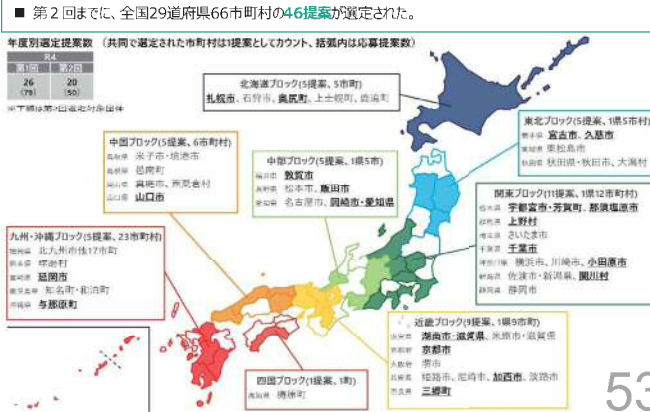 ■ 第２回までに、全国29道府県66市町村の46提案が選定された。
年度別選定提案数 （共同で選定された市町村は1提案としてカウント、括弧内は応募提案数）
R4
第1回 第2回
26 20
(79) (50)
北海道ブロック(5提案、5市町)
札幌市、石狩市、奥尻町、上士幌町、鹿追町
東北ブロック(5提案、1県5市村)
岩手県 宮古市、久慈市
宮城県 東松島市
秋田県 秋田県・秋田市、大潟村
中国ブロック(5提案、6市町村)
鳥取県 米子市・境港市
島根県 邑南町
岡山県 真庭市、西粟倉村
山口県 山口市
中部ブロック(5提案、1県5市)
福井県 敦賀市
長野県 松本市、飯田市
愛知県 名古屋市、岡崎市・愛知県
関東ブロック(11提案、1県12市町村)
栃木県 宇都宮市・芳賀町、那須塩原市
群馬県 上野村
埼玉県 さいたま市
千葉県 千葉市
神奈川県 横浜市、川崎市、小田原市
新潟県 佐渡市・新潟県、関川村
静岡県 静岡市
九州・沖縄ブロック(5提案、23市町村)
福岡県 北九州市他17市町
熊本県 球磨村
宮崎県 延岡市
鹿児島県 知名町・和泊町
沖縄県 与那原町
近畿ブロック(9提案、1県9市町)
滋賀県 湖南市・滋賀県、米原市・滋賀県
京都府 京都市
大阪府 堺市
兵庫県 姫路市、尼崎市、加西市、淡路市
奈良県 三郷町
四国ブロック(1提案、1町)
高知県 梼原町
53